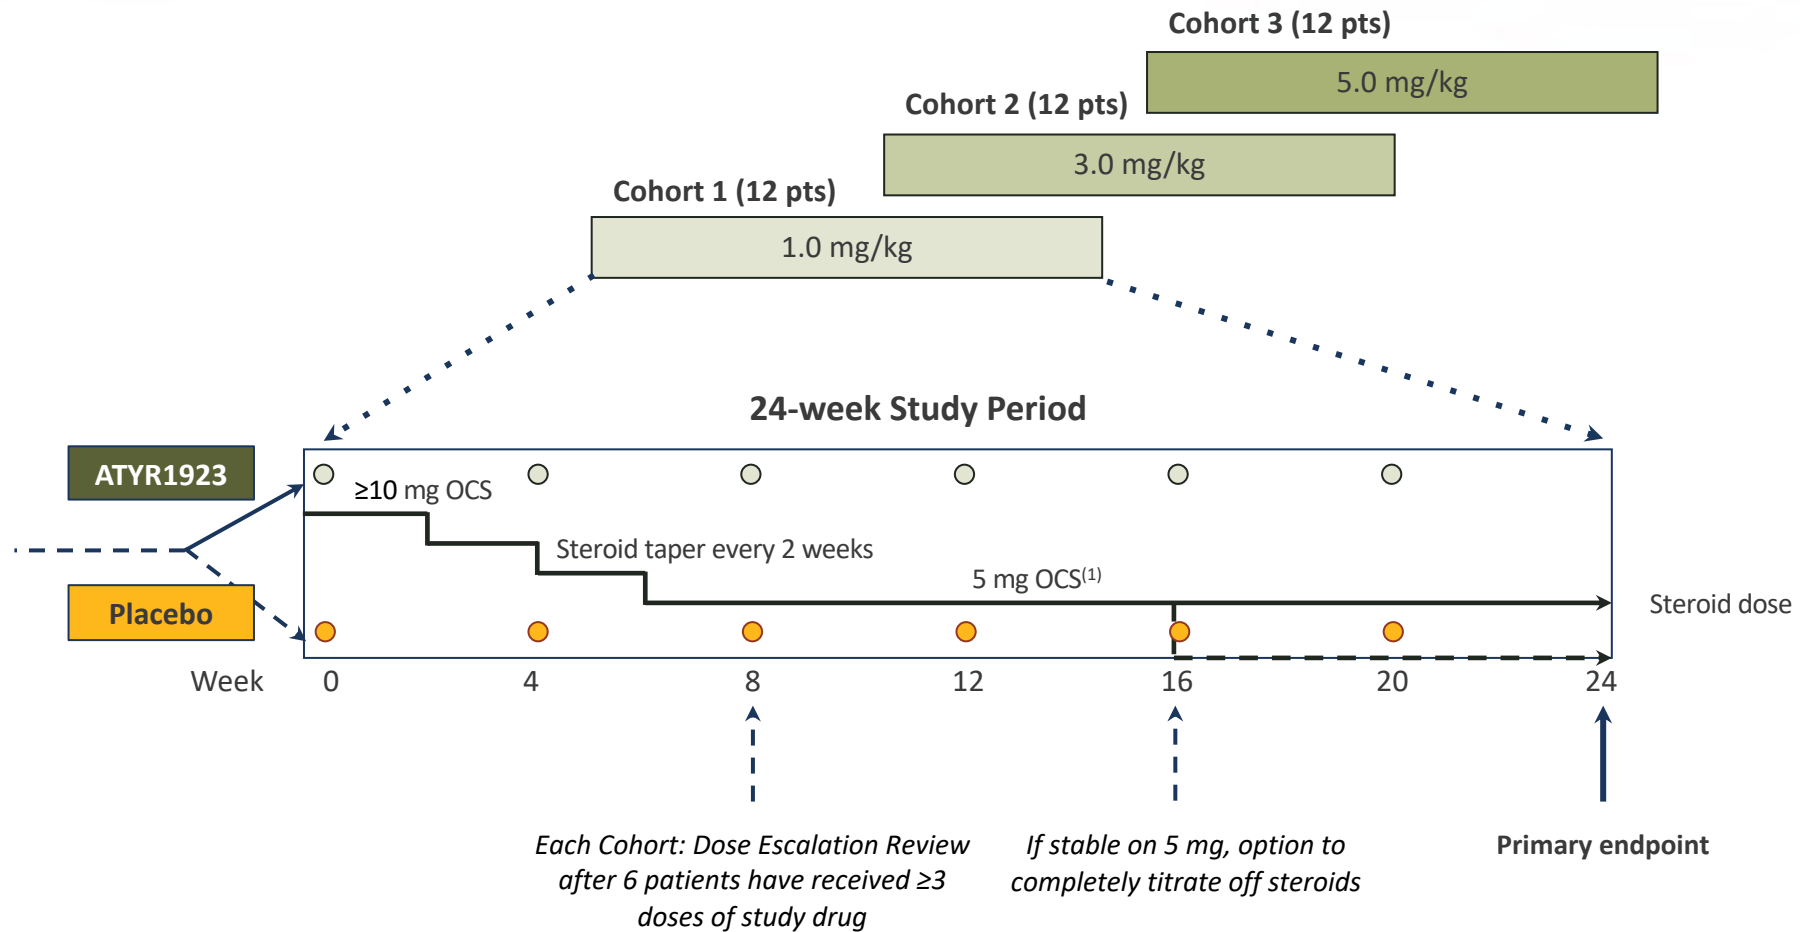 Cohort 3 (12 pts)
5.0 mg/kg
Cohort 2 (12 pts)
3.0 mg/kg
Cohort 1 (12 pts)
1.0 mg/kg
24-week Study Period
ATYR1923
≥10 mg OCS
Steroid taper every 2 weeks
5 mg OCS(1)
Placebo
Steroid dose
Week 0 4 8 12 16 20 24
Each Cohort: Dose Escalation Review
after 6 patients have received ≥3
doses of study drug
If stable on 5 mg, option to
completely titrate off steroids
Primary endpoint